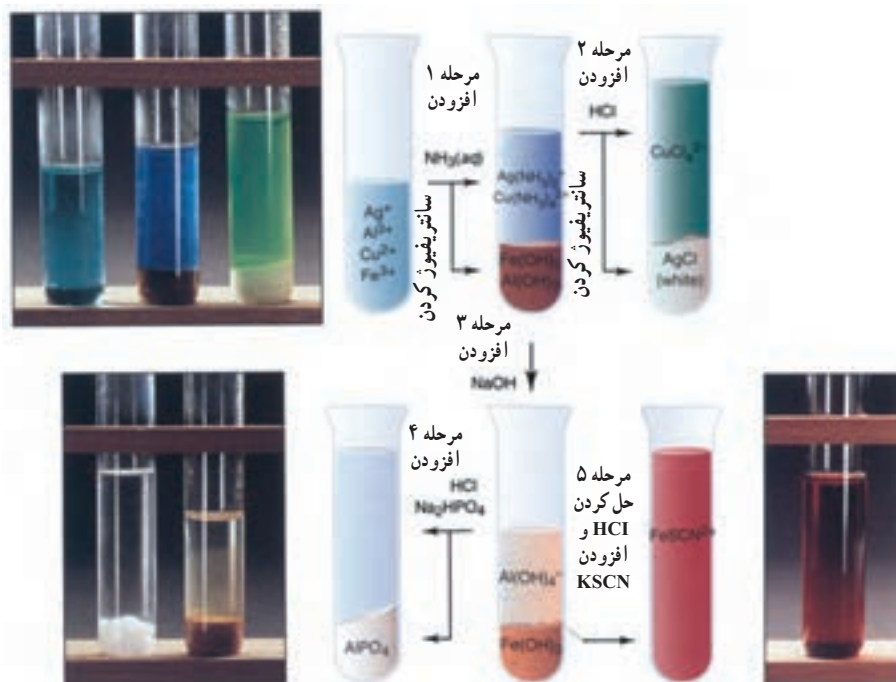 مرحله ۱
افزودن
NH₃(aq)
سانتریفیوژ کردن
Ag⁺
Al³⁺
Cu²⁺
Fe³⁺
Ag(NH₃)₂⁺
Cu(NH₃)₄²⁺
Fe(OH)₃
Al(OH)₃
مرحله ۲
افزودن
HCl
سانتریفیوژ کردن
CuCl₄²⁻
AgCl
(white)
مرحله ۳
افزودن
NaOH
مرحله ۴
افزودن
HCl
Na₂HPO₄
AlPO₄
Al(OH)₄⁻
Fe(OH)₃
مرحله ۵
حل کردن
HCl و
افزودن
KSCN
FeSCN²⁺